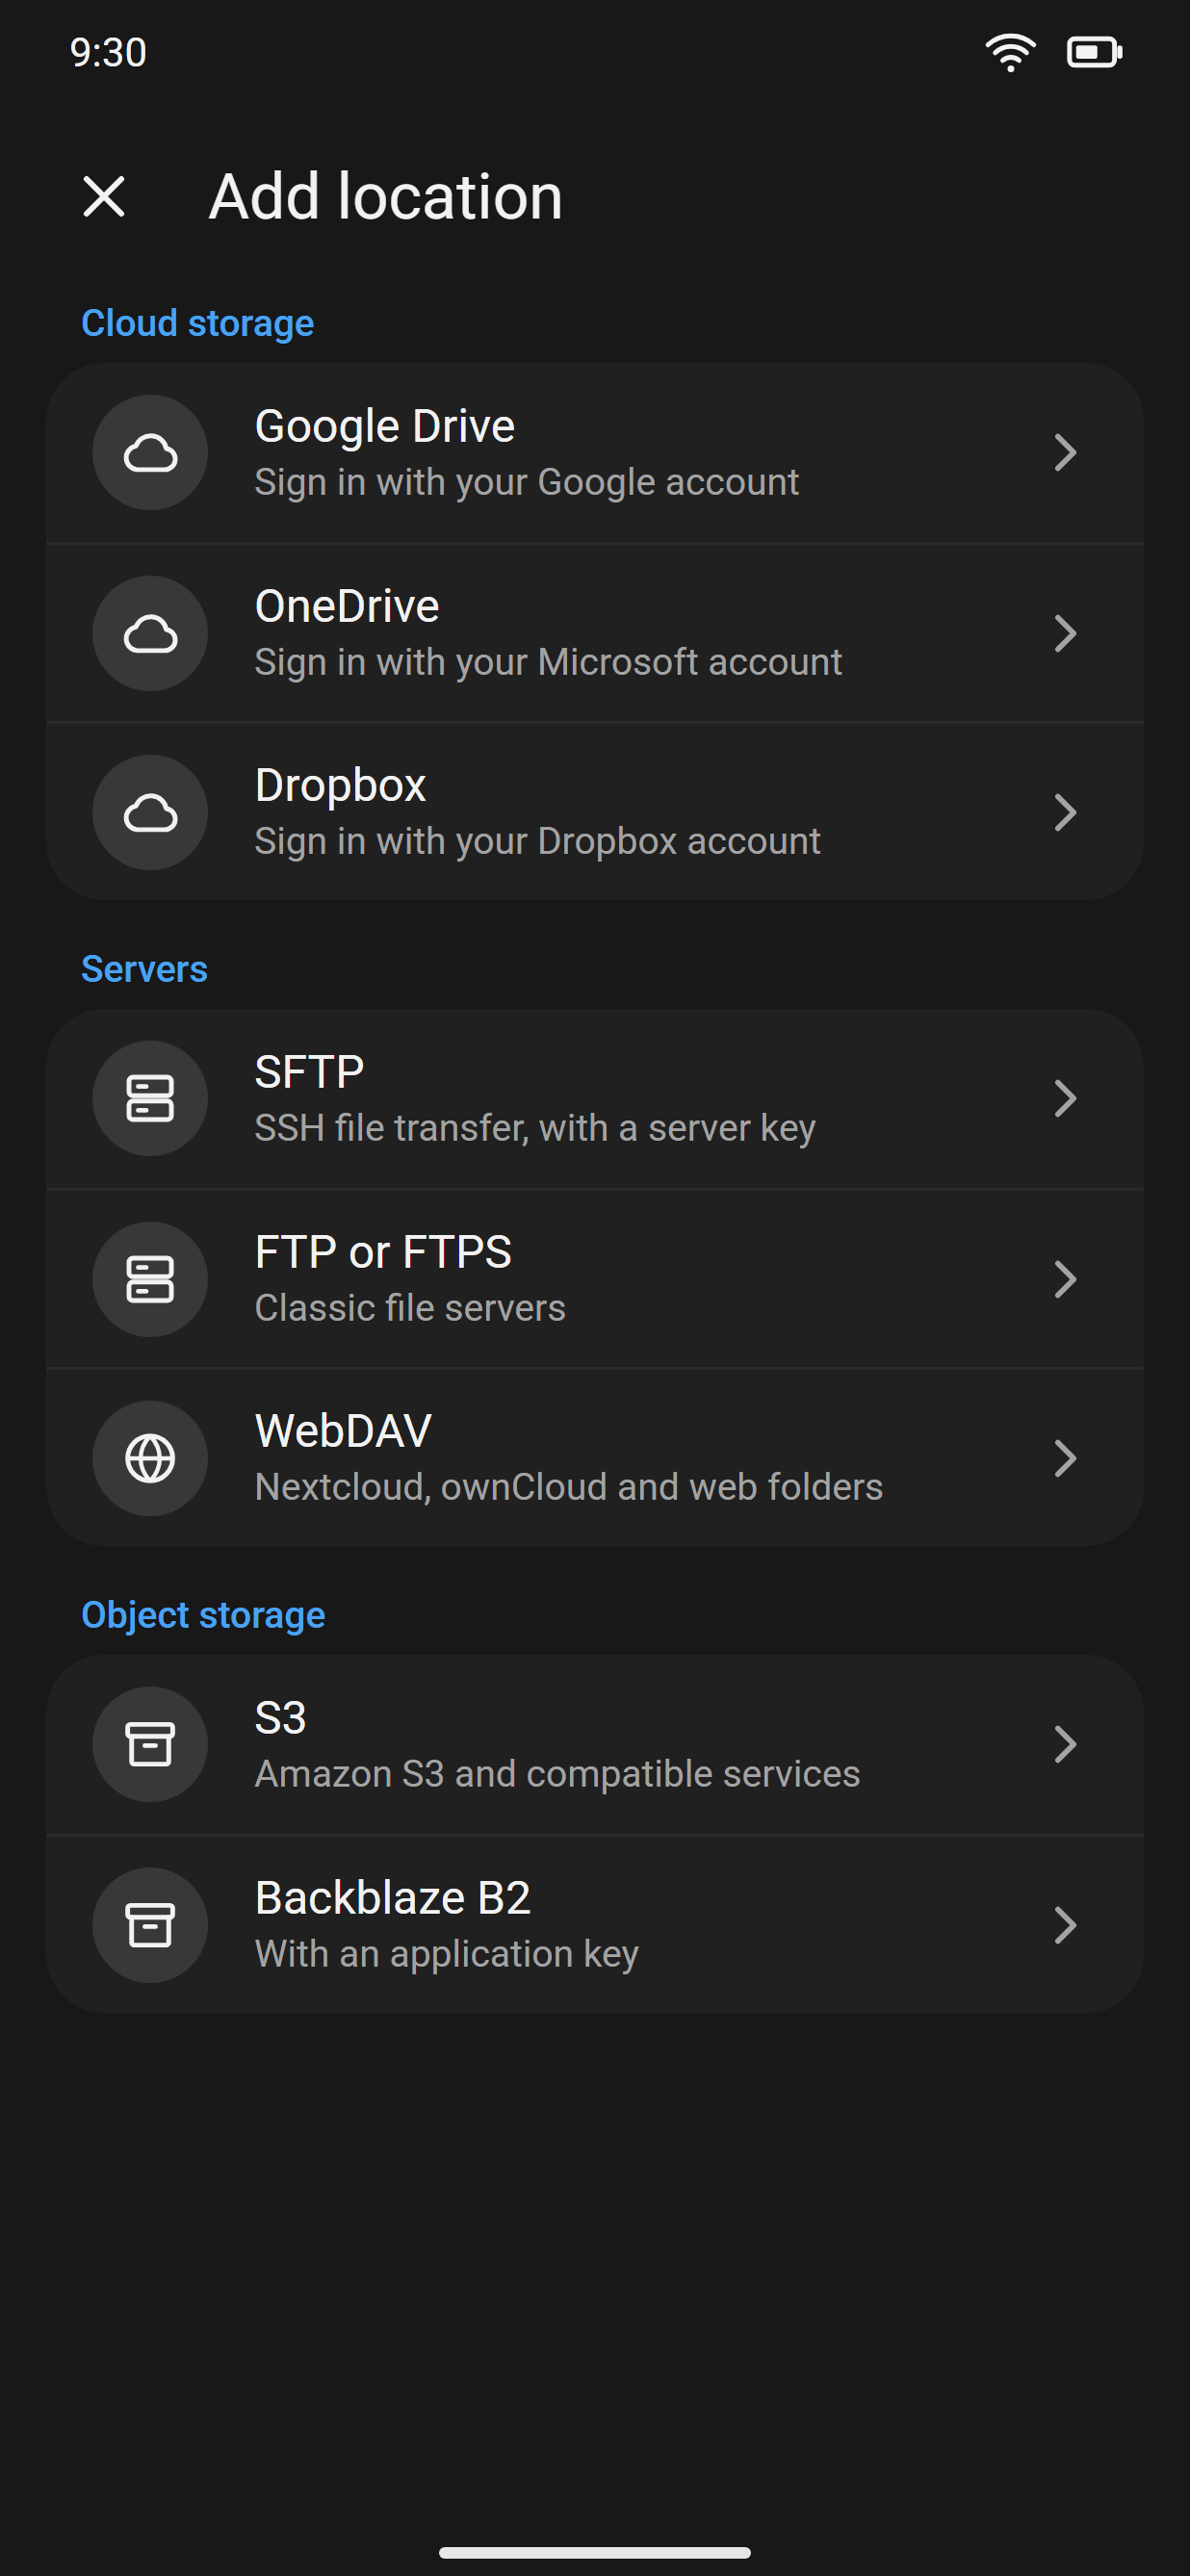 9:30
Add location
Cloud storage
Google Drive
Sign in with your Google account
OneDrive
Sign in with your Microsoft account
Dropbox
Sign in with your Dropbox account
Servers
SFTP
SSH file transfer, with a server key
FTP or FTPS
Classic file servers
WebDAV
Nextcloud, ownCloud and web folders
Object storage
S3
Amazon S3 and compatible services
Backblaze B2
With an application key